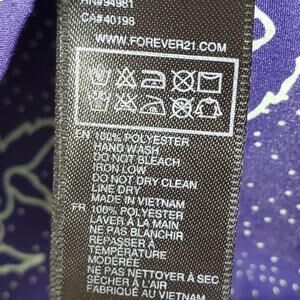 RN#94981
CA#40198
WWW.FOREVER21.COM
EN 100% POLYESTER
HAND WASH
DO NOT BLEACH
IRON LOW
DO NOT DRY CLEAN
LINE DRY
MADE IN VIETNAM
FR 100% POLYESTER
LAVER À LA MAIN
NE PAS BLANCHIR
REPASSER À
TEMPÉRATURE
MODÉRÉE
NE PAS NETTOYER À SEC
SÉCHER À L'AIR
FABRIQUÉ AU VIETNAM